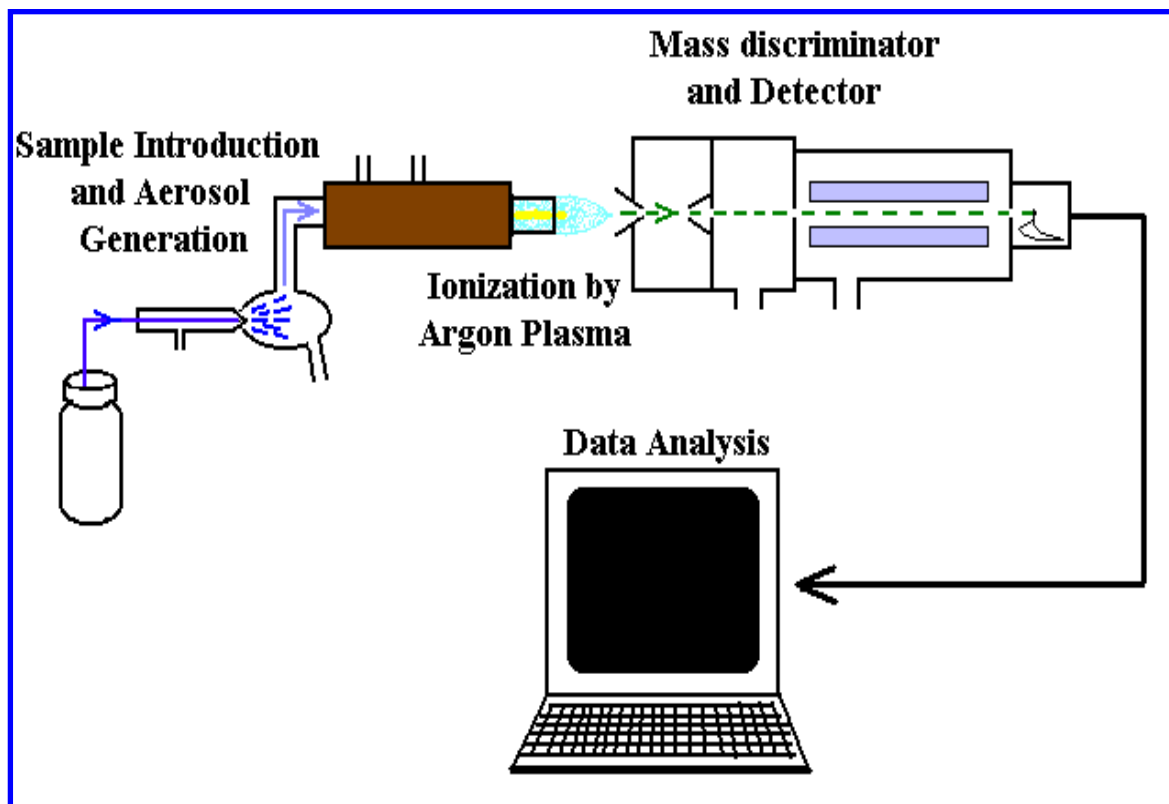 Mass discriminator
and Detector
Sample Introduction
and Aerosol
Generation
Ionization by
Argon Plasma
Data Analysis